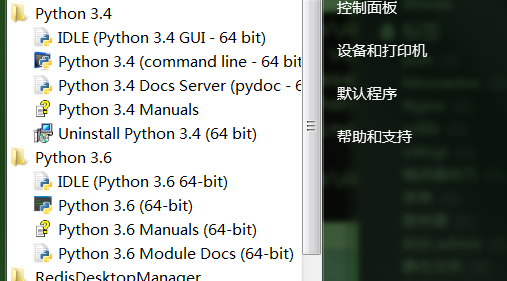 Python 3.4
IDLE (Python 3.4 GUI - 64 bit)
Python 3.4 (command line - 64 bit
Python 3.4 Docs Server (pydoc - 6
Python 3.4 Manuals
Uninstall Python 3.4 (64 bit)
Python 3.6
IDLE (Python 3.6 64-bit)
Python 3.6 (64-bit)
Python 3.6 Manuals (64-bit)
Python 3.6 Module Docs (64-bit)
RedisDesktopManager
控制面板
设备和打印机
默认程序
帮助和支持